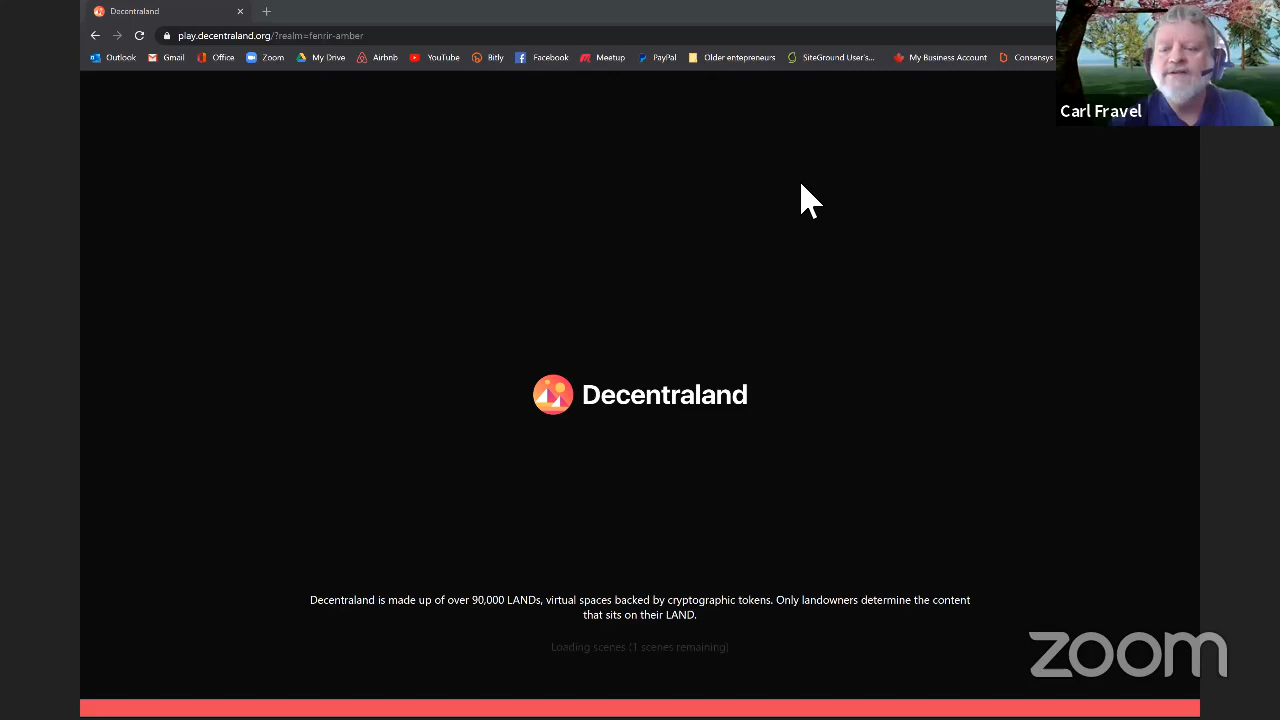 Decentraland
play.decentraland.org/?realm=fenrir-amber
Outlook Gmail Office Zoom My Drive Airbnb YouTube Bitly Facebook Meetup PayPal Older entepreneurs SiteGround User's... My Business Account Consensys
Carl Fravel
Decentraland
Decentraland is made up of over 90,000 LANDs, virtual spaces backed by cryptographic tokens. Only landowners determine the content
that sits on their LAND.
Loading scenes (1 scenes remaining)
zoom